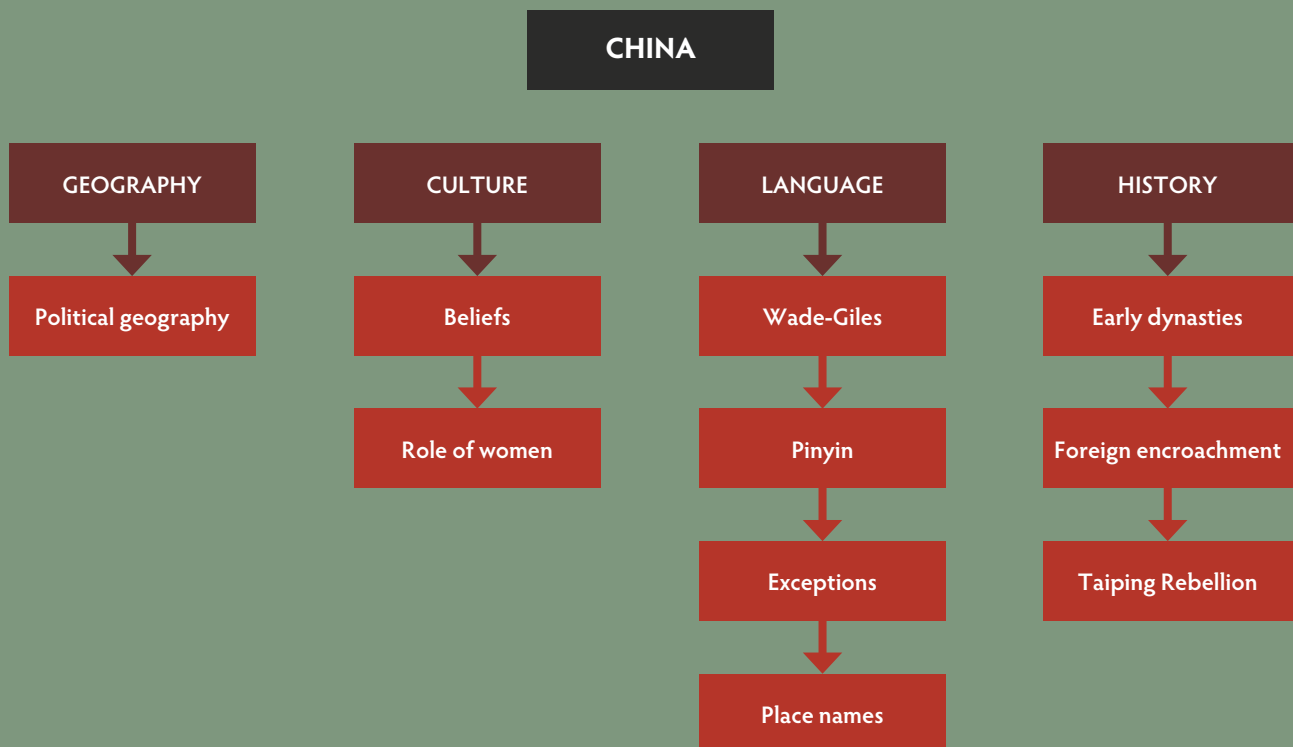 CHINA
GEOGRAPHY
Political geography
CULTURE
Beliefs
Role of women
LANGUAGE
Wade-Giles
Pinyin
Exceptions
Place names
HISTORY
Early dynasties
Foreign encroachment
Taiping Rebellion